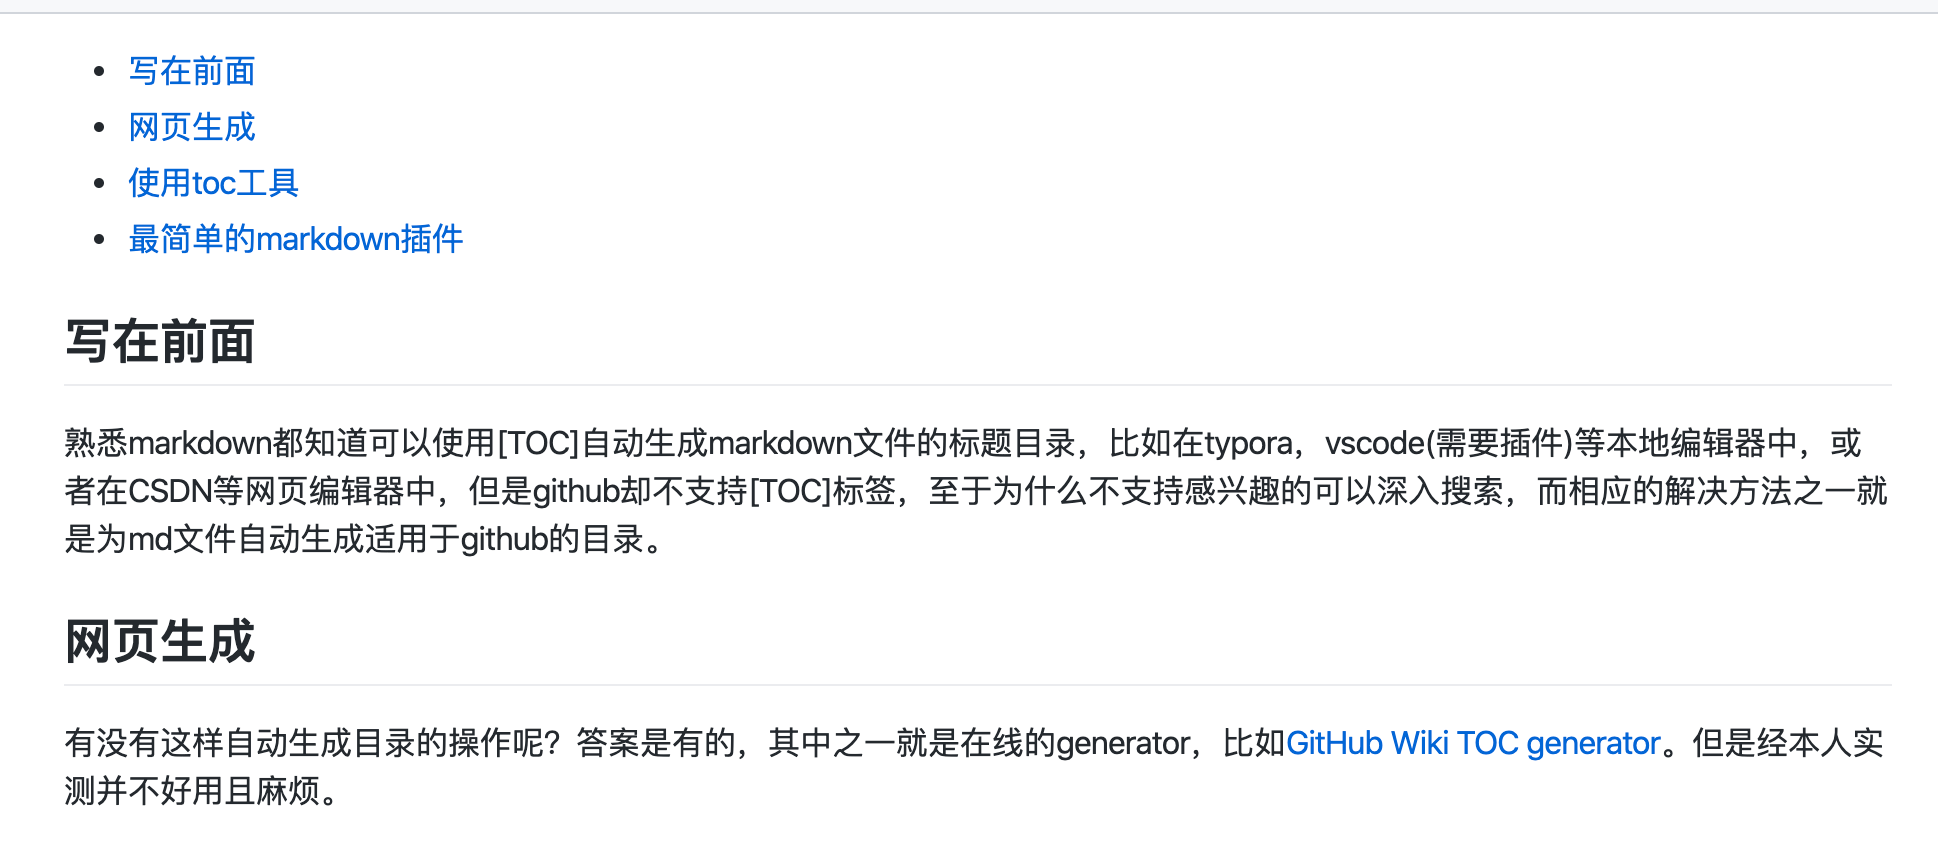 写在前面
网页生成
使用toc工具
最简单的markdown插件
写在前面
熟悉markdown都知道可以使用[TOC]自动生成markdown文件的标题目录，比如在typora，vscode(需要插件)等本地编辑器中，或
者在CSDN等网页编辑器中，但是github却不支持[TOC]标签，至于为什么不支持感兴趣的可以深入搜索，而相应的解决方法之一就
是为md文件自动生成适用于github的目录。
网页生成
有没有这样自动生成目录的操作呢？答案是有的，其中之一就是在线的generator，比如GitHub Wiki TOC generator。但是经本人实
测并不好用且麻烦。